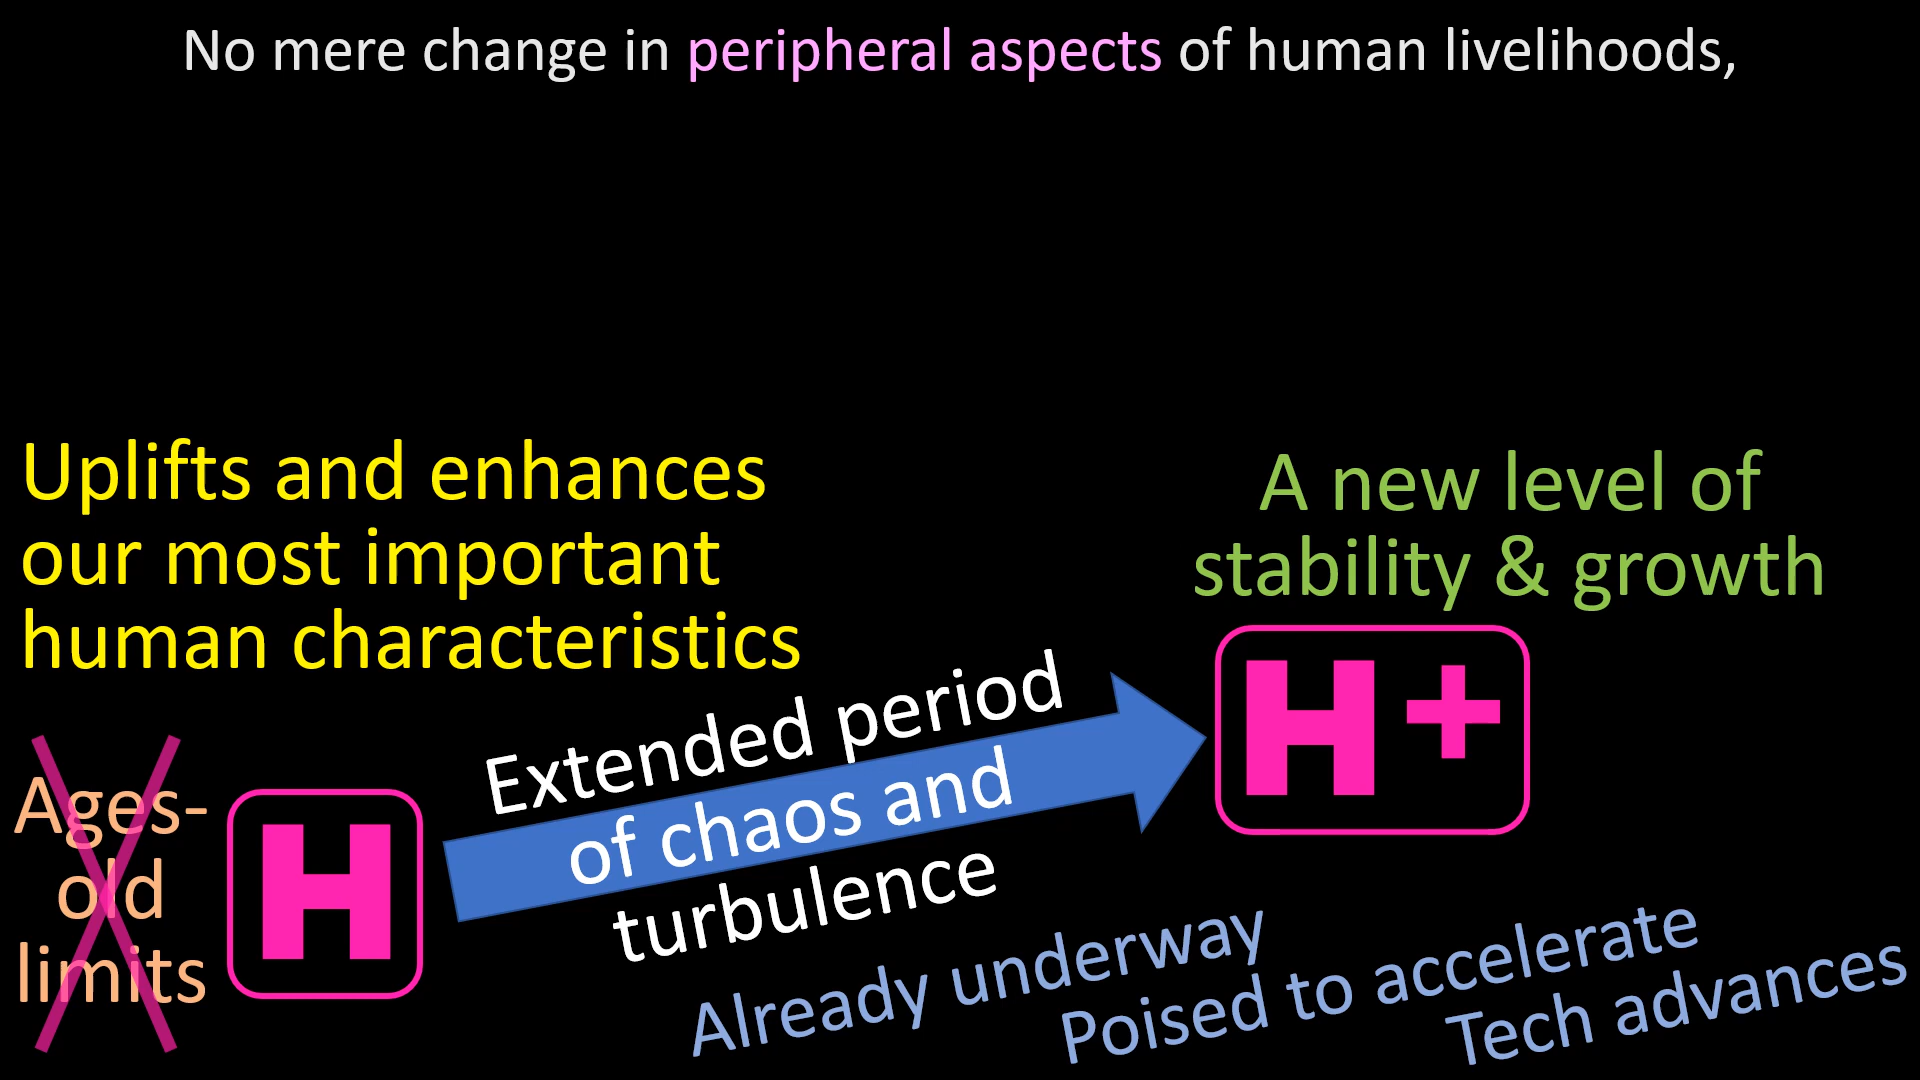 No mere change in peripheral aspects of human livelihoods,
Uplifts and enhances
our most important
human characteristics
A new level of
stability & growth
Ages-
old
limits
H
Extended period
of chaos and
turbulence
H+
Already underway
Poised to accelerate
Tech advances